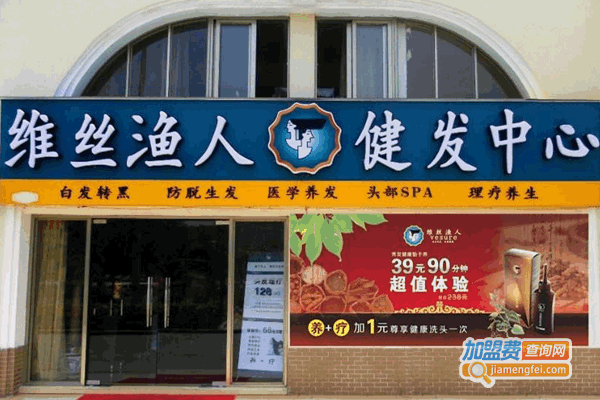 维丝渔人 健发中心
白发转黑 防脱生发 医学养发 头部SPA 理疗养生
维丝渔人
vesure
39元90分钟
超值体验
养+疗 加1元尊享健康洗头一次
128
加盟费查询网
jiamengfei.com